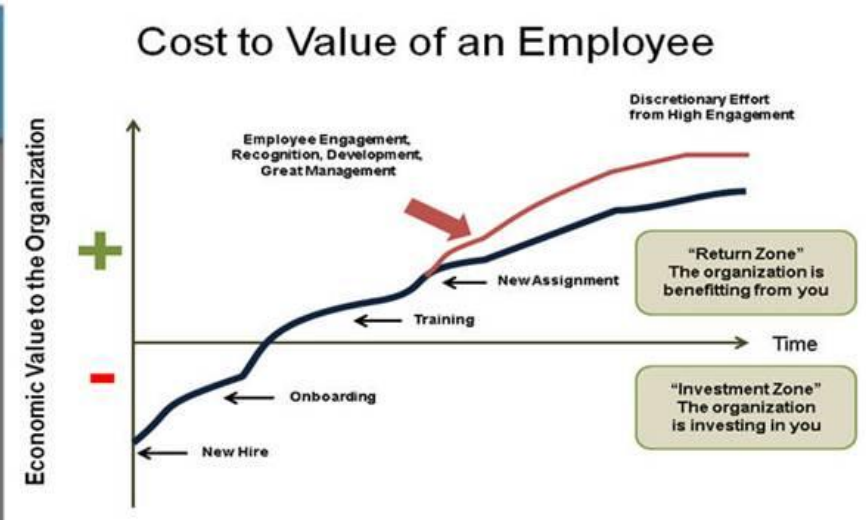 Cost to Value of an Employee
Discretionary Effort
from High Engagement
Employee Engagement,
Recognition, Development,
Great Management
Economic Value to the Organization
+
"Return Zone"
The organization is
benefitting from you
New Assignment
Training
Time
-
"Investment Zone"
The organization
is investing in you
Onboarding
New Hire